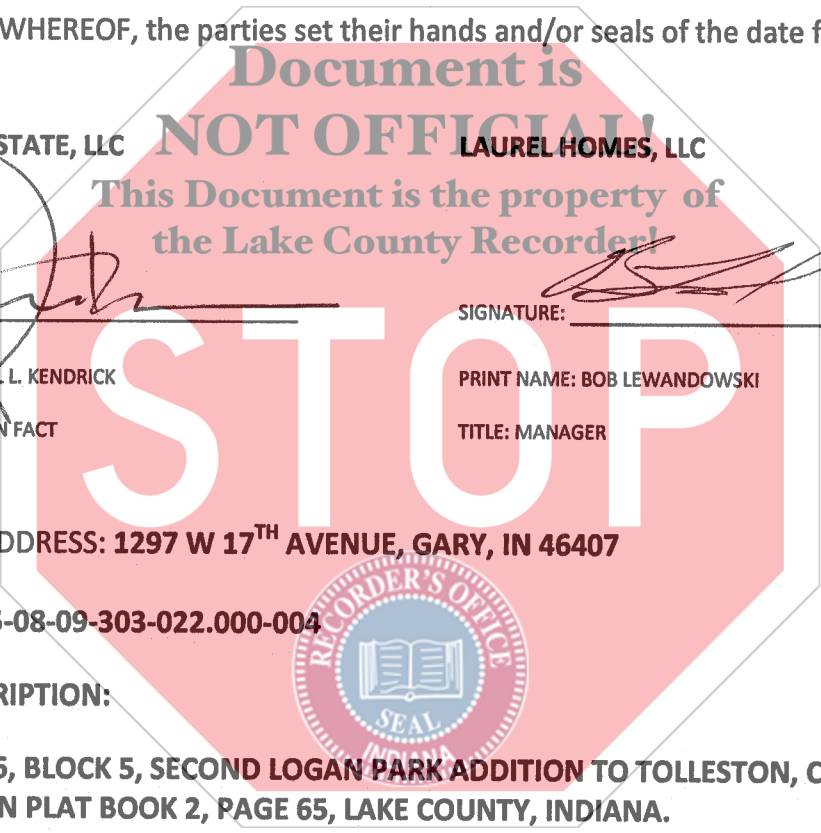 WHEREOF, the parties set their hands and/or seals of the date f
Document is
NOT OFFICIAL!
STATE, LLC
LAUREL HOMES, LLC
This Document is the property of
the Lake County Recorder!
SIGNATURE:
L. KENDRICK
PRINT NAME: BOB LEWANDOWSKI
N FACT
TITLE: MANAGER
STOP
DDRESS: 1297 W 17TH AVENUE, GARY, IN 46407
RECORDER'S OFFICE
-08-09-303-022.000-004
RIPTION:
SEAL
INDIANA
5, BLOCK 5, SECOND LOGAN PARK ADDITION TO TOLLESTON, C
N PLAT BOOK 2, PAGE 65, LAKE COUNTY, INDIANA.